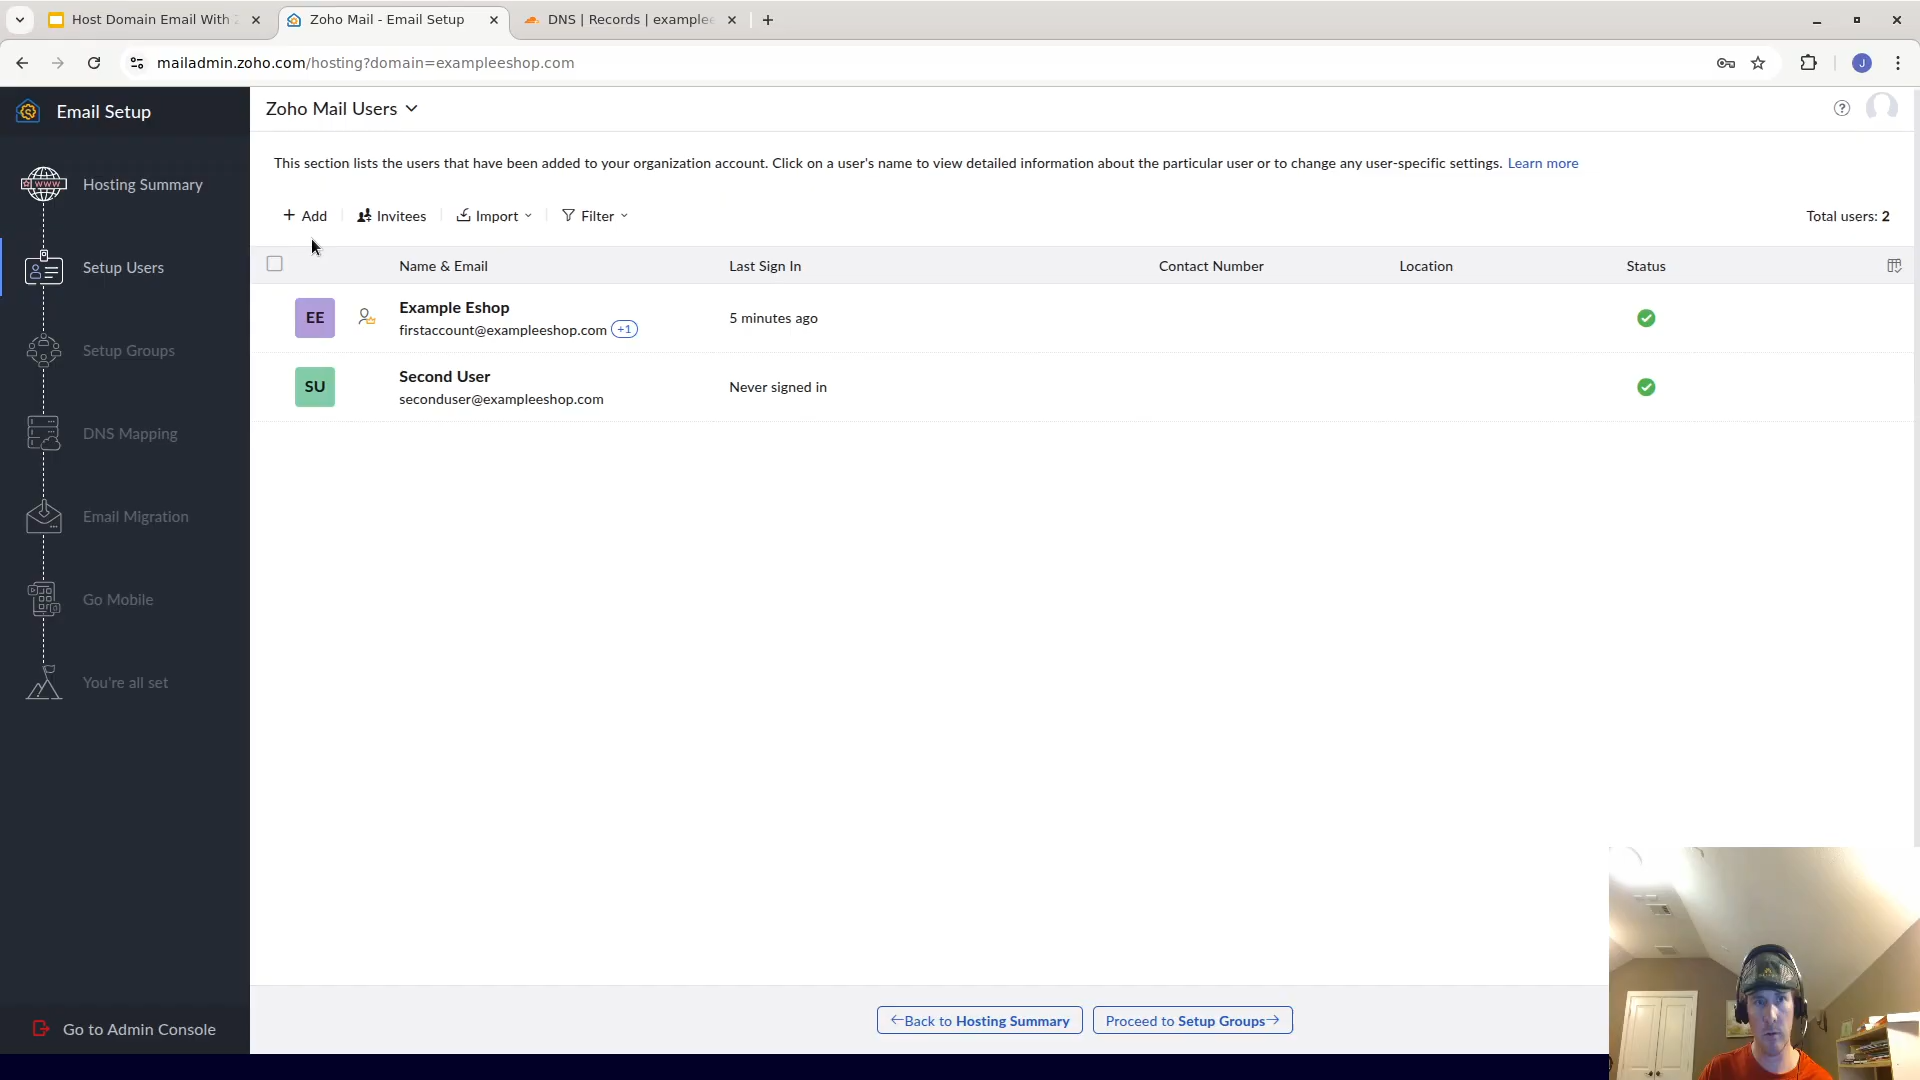 Host Domain Email With
Zoho Mail - Email Setup
DNS | Records | example
mailadmin.zoho.com/hosting?domain=exampleeshop.com
J
Email Setup
Zoho Mail Users
This section lists the users that have been added to your organization account. Click on a user's name to view detailed information about the particular user or to change any user-specific settings. Learn more
WWW
Hosting Summary
+ Add
Invitees
Import
Filter
Total users: 2
Setup Users
Name & Email
Last Sign In
Contact Number
Location
Status
EE
Example Eshop
firstaccount@exampleeshop.com +1
5 minutes ago
Setup Groups
SU
Second User
seconduser@exampleeshop.com
Never signed in
DNS Mapping
Email Migration
Go Mobile
You're all set
Go to Admin Console
←Back to Hosting Summary
Proceed to Setup Groups→